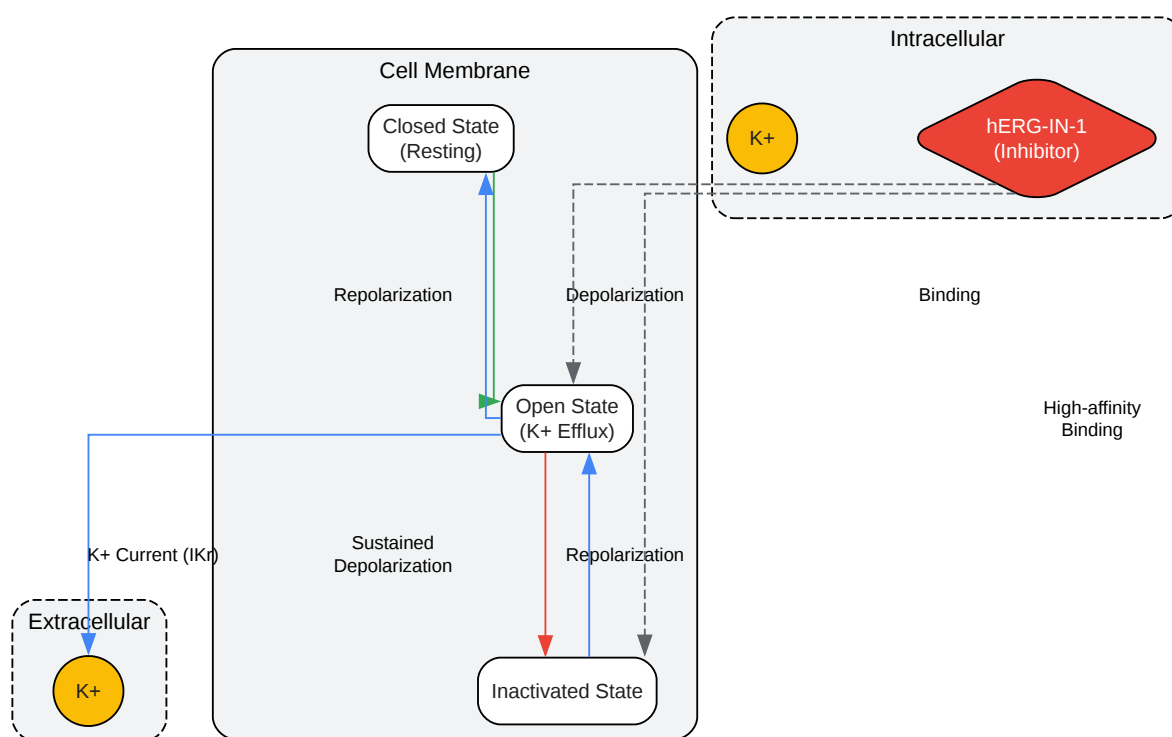 Intracellular
Cell Membrane
Closed State
(Resting)
K+
hERG-IN-1
(Inhibitor)
Repolarization
Depolarization
Binding
Open State
(K+ Efflux)
High-affinity
Binding
K+ Current (IKr)
Sustained
Depolarization
Repolarization
Extracellular
K+
Inactivated State